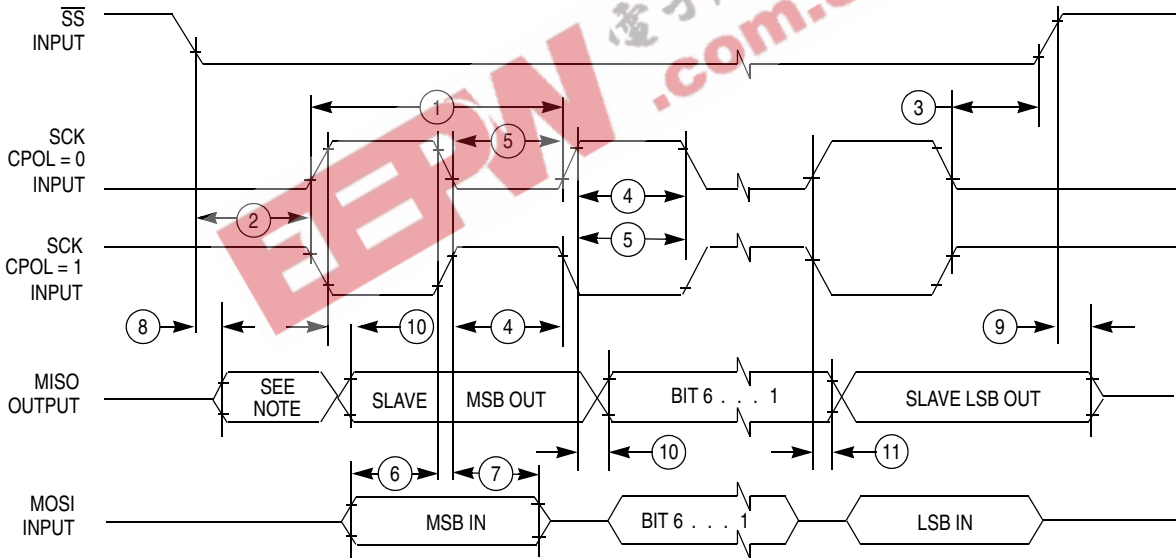 SS
INPUT
電子
.com.c
1
3
SCK
CPOL = 0
INPUT
5
4
2
EEPW
SCK
CPOL = 1
INPUT
5
8
10
4
9
MISO
OUTPUT
SEE
NOTE
SLAVE
MSB OUT
BIT 6 . . . 1
SLAVE LSB OUT
10
11
6
7
MOSI
INPUT
MSB IN
BIT 6 . . . 1
LSB IN